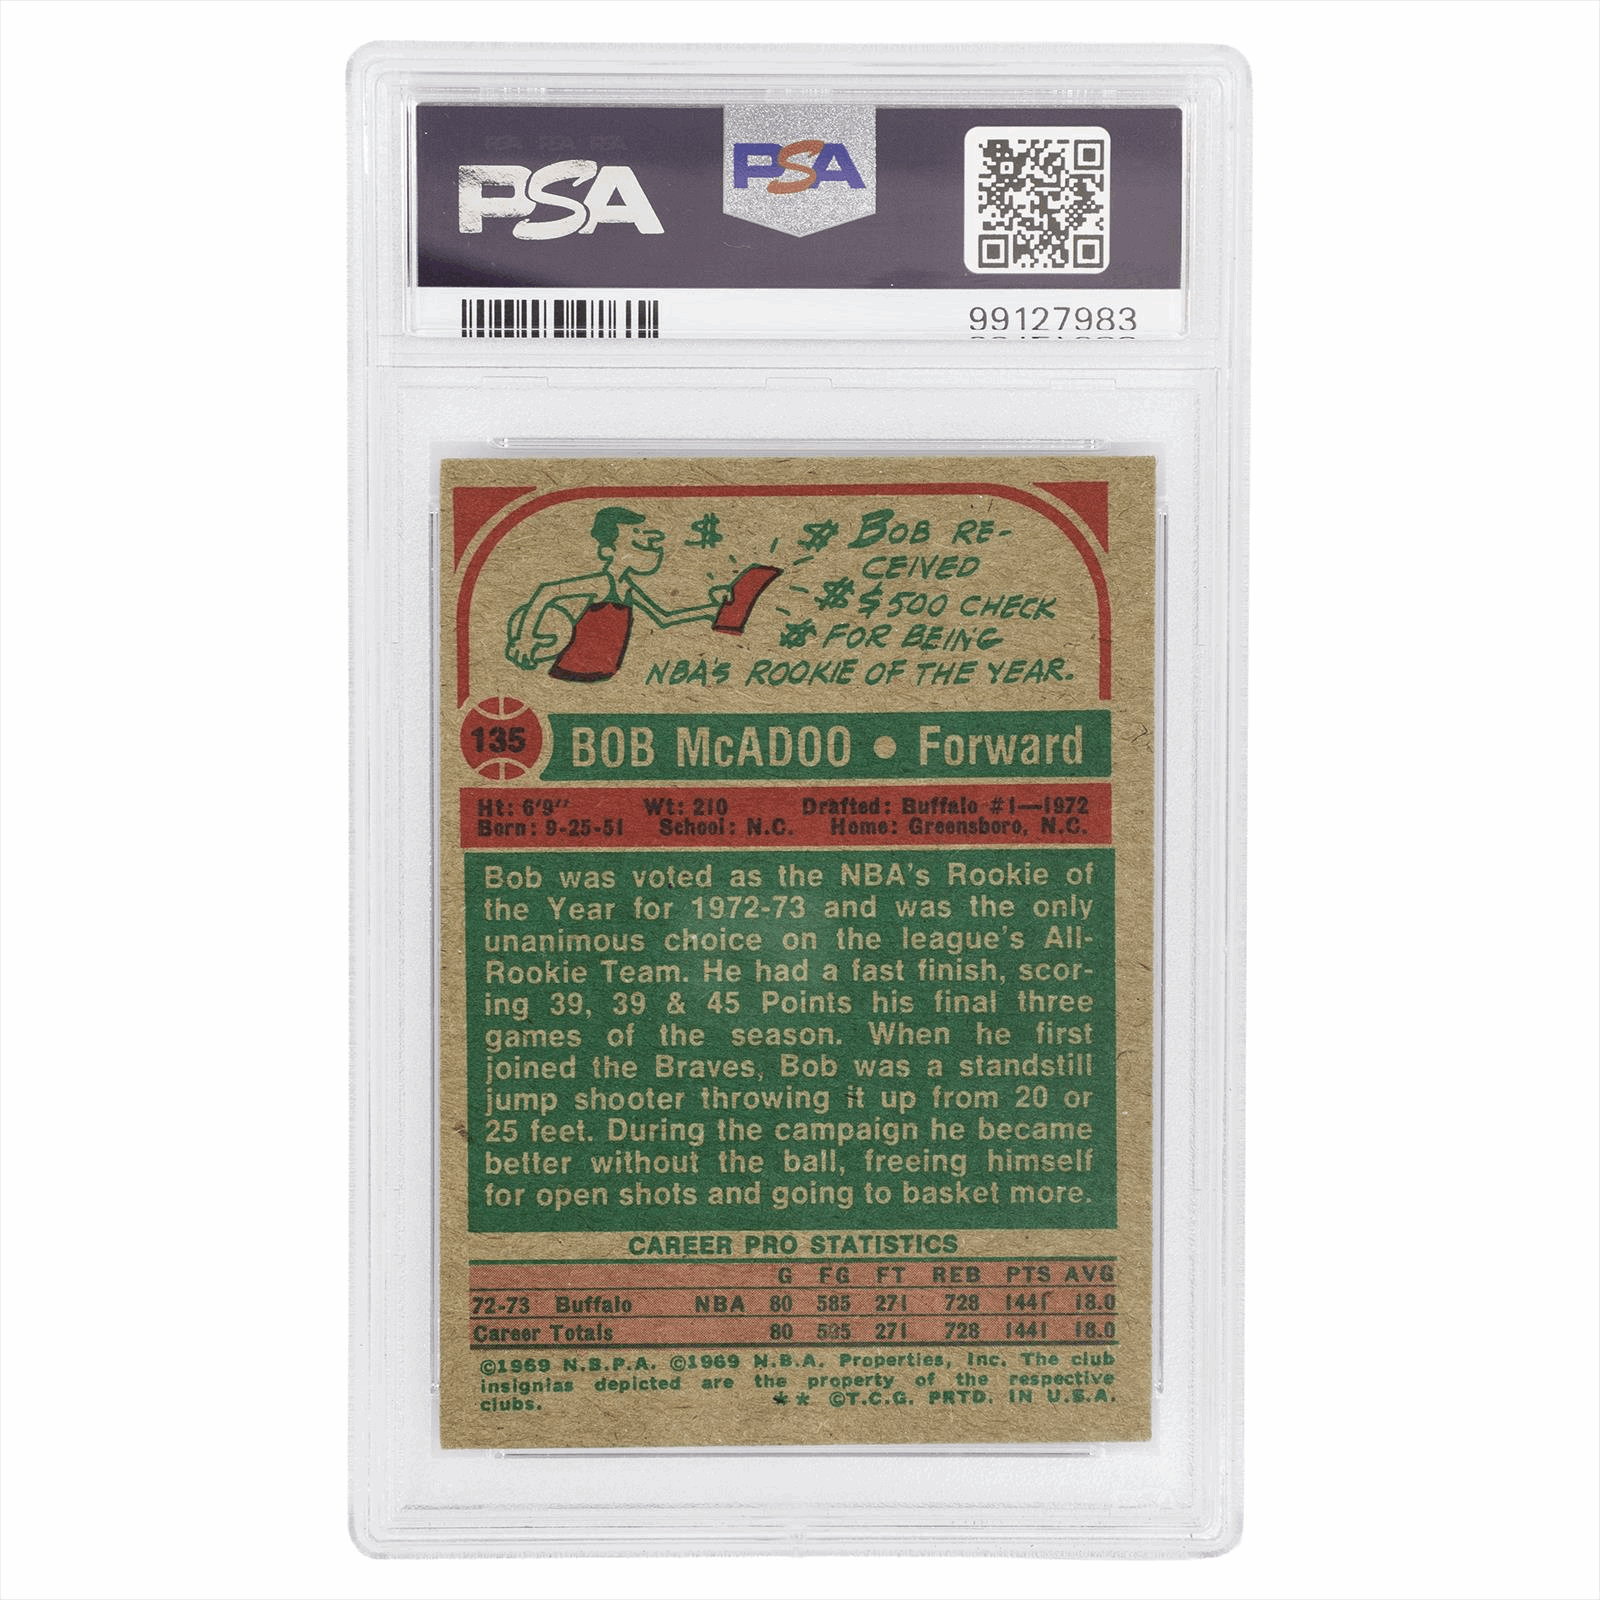 PSA
PSA
99127983
$ $ BOB RE-
CEIVED
$ $500 CHECK
$ FOR BEING
NBA'S ROOKIE OF THE YEAR.
135 BOB McADOO • Forward
Ht: 6'9" Wt: 210 Drafted: Buffalo #1—1972
Born: 9-25-51 School: N.C. Home: Greensboro, N.C.
Bob was voted as the NBA's Rookie of
the Year for 1972-73 and was the only
unanimous choice on the league's All-
Rookie Team. He had a fast finish, scor-
ing 39, 39 & 45 Points his final three
games of the season. When he first
joined the Braves, Bob was a standstill
jump shooter throwing it up from 20 or
25 feet. During the campaign he became
better without the ball, freeing himself
for open shots and going to basket more.
CAREER PRO STATISTICS
G FG FT REB PTS AVG
72-73 Buffalo NBA 80 585 271 728 1441 18.0
Career Totals 80 585 271 728 1441 18.0
©1969 N.B.P.A. ©1969 N.B.A. Properties, Inc. The club
insignias depicted are the property of the respective
clubs. ** ©T.C.G. PRTD. IN U.S.A.